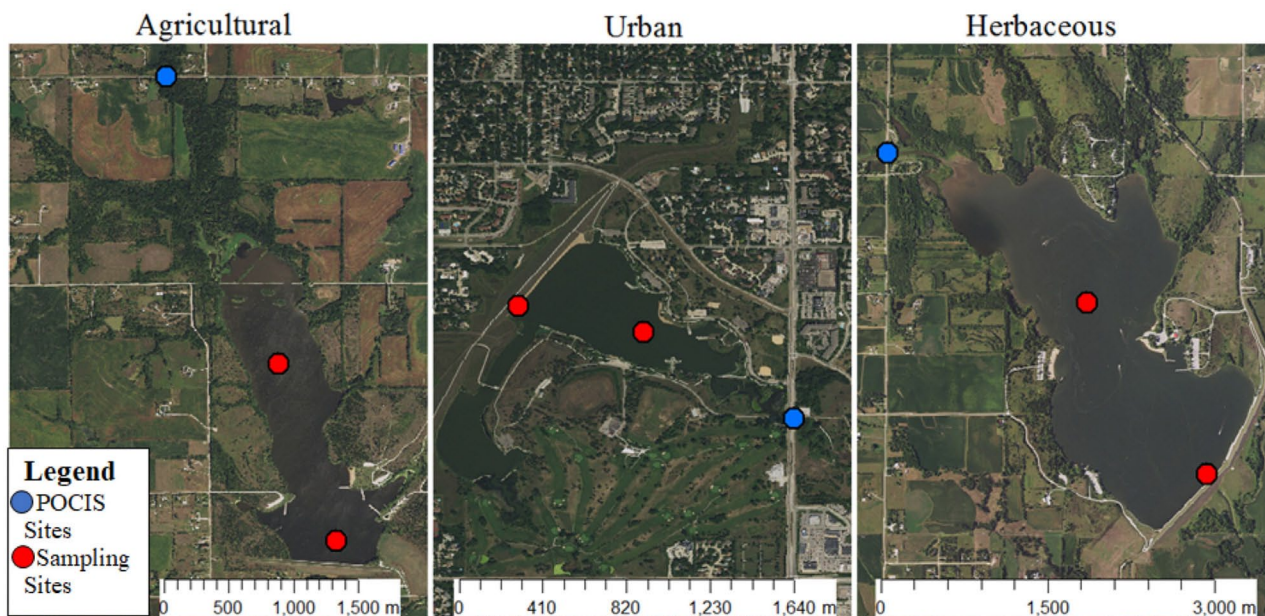 Agricultural
Urban
Herbaceous
Legend
POCIS
Sites
Sampling
Sites
0 500 1,000 1,500 m
0 410 820 1,230 1,640 m
0 1,500 3,000 m